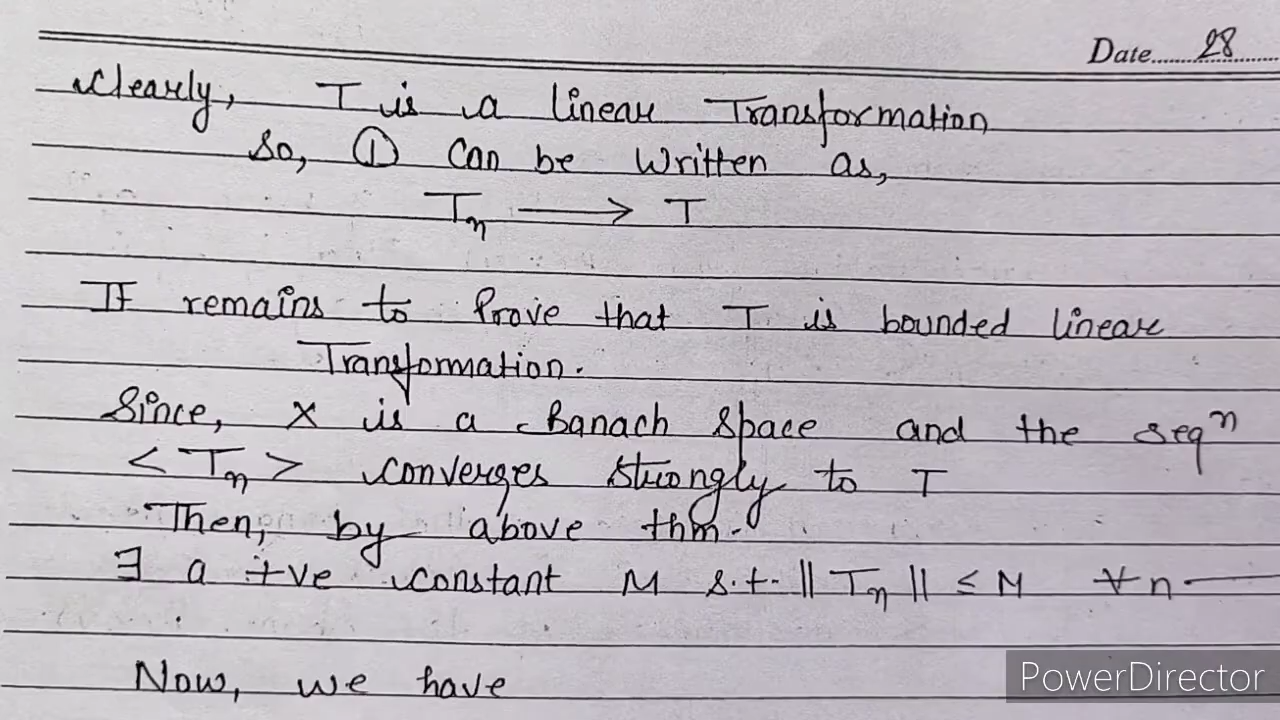 Date........28........
Clearly, T is a linear Transformation
So, ① can be written as,
Tₙ ⟶ T
It remains to Prove that T is bounded linear
Transformation.
Since, X is a Banach Space and the seqⁿ
< Tₙ > converges strongly to T
Then, by above thm.
∃ a +ve constant M s.t. || Tₙ || ≤ M ∀ n —
Now, we have
PowerDirector